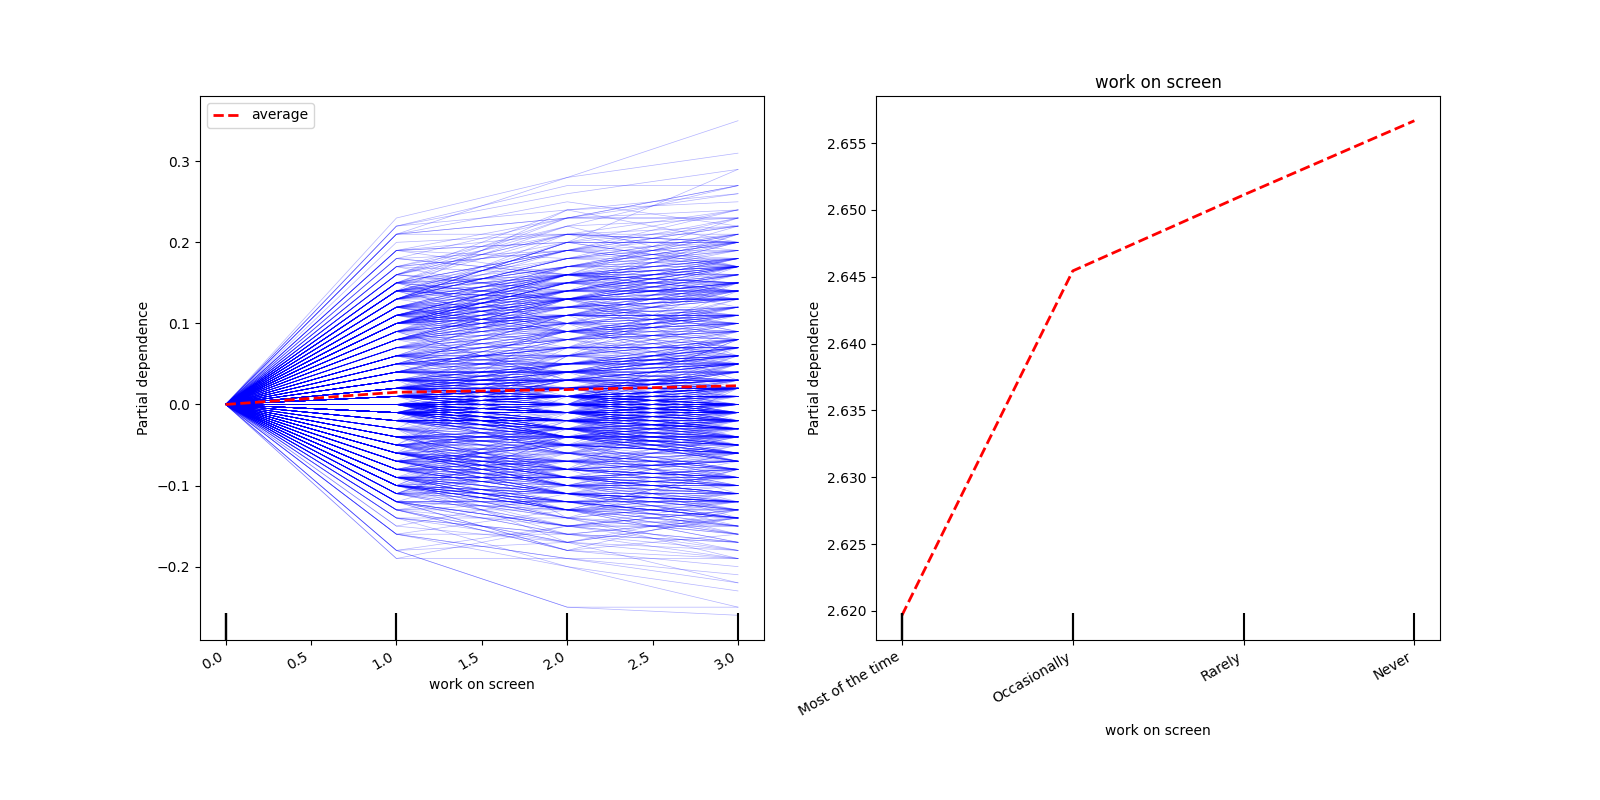 average
0.3
0.2
0.1
0.0
−0.1
−0.2
Partial dependence
0.0
0.5
1.0
1.5
2.0
2.5
3.0
work on screen
work on screen
2.655
2.650
2.645
2.640
2.635
2.630
2.625
2.620
Partial dependence
Most of the time
Occasionally
Rarely
Never
work on screen